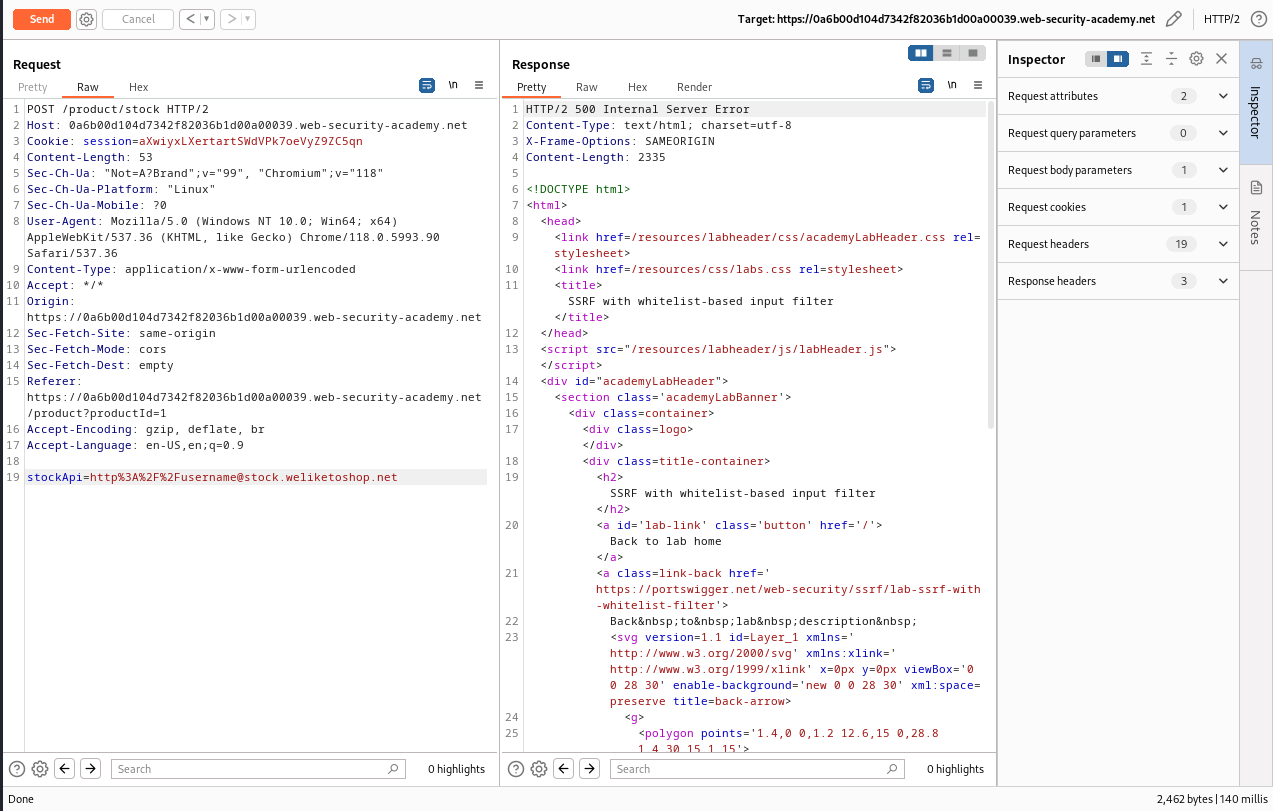 Send
Cancel
< | ▾
> | ▾
Target: https://0a6b00d104d7342f82036b1d00a00039.web-security-academy.net
HTTP/2
Request
Pretty Raw Hex
\n
1 POST /product/stock HTTP/2
2 Host: 0a6b00d104d7342f82036b1d00a00039.web-security-academy.net
3 Cookie: session=aXwiyxLXertartSWdVPk7oeVyZ9ZC5qn
4 Content-Length: 53
5 Sec-Ch-Ua: "Not=A?Brand";v="99", "Chromium";v="118"
6 Sec-Ch-Ua-Platform: "Linux"
7 Sec-Ch-Ua-Mobile: ?0
8 User-Agent: Mozilla/5.0 (Windows NT 10.0; Win64; x64)
AppleWebKit/537.36 (KHTML, like Gecko) Chrome/118.0.5993.90
Safari/537.36
9 Content-Type: application/x-www-form-urlencoded
10 Accept: */*
11 Origin:
https://0a6b00d104d7342f82036b1d00a00039.web-security-academy.net
12 Sec-Fetch-Site: same-origin
13 Sec-Fetch-Mode: cors
14 Sec-Fetch-Dest: empty
15 Referer:
https://0a6b00d104d7342f82036b1d00a00039.web-security-academy.net
/product?productId=1
16 Accept-Encoding: gzip, deflate, br
17 Accept-Language: en-US,en;q=0.9
18
19 stockApi=http%3A%2F%2Fusername@stock.weliketoshop.net
Search
0 highlights
Response
Pretty Raw Hex Render
\n
1 HTTP/2 500 Internal Server Error
2 Content-Type: text/html; charset=utf-8
3 X-Frame-Options: SAMEORIGIN
4 Content-Length: 2335
5
6 <!DOCTYPE html>
7 <html>
8 <head>
9 <link href=/resources/labheader/css/academyLabHeader.css rel=
stylesheet>
10 <link href=/resources/css/labs.css rel=stylesheet>
11 <title>
SSRF with whitelist-based input filter
</title>
12 </head>
13 <script src="/resources/labheader/js/labHeader.js">
</script>
14 <div id="academyLabHeader">
15 <section class='academyLabBanner'>
16 <div class=container>
17 <div class=logo>
</div>
18 <div class=title-container>
19 <h2>
SSRF with whitelist-based input filter
</h2>
20 <a id='lab-link' class='button' href='/'>
Back to lab home
</a>
21 <a class=link-back href='
https://portswigger.net/web-security/ssrf/lab-ssrf-with
-whitelist-filter'>
22 Back&nbsp;to&nbsp;lab&nbsp;description&nbsp;
23 <svg version=1.1 id=Layer_1 xmlns='
http://www.w3.org/2000/svg' xmlns:xlink='
http://www.w3.org/1999/xlink' x=0px y=0px viewBox='0
0 28 30' enable-background='new 0 0 28 30' xml:space=
preserve title=back-arrow>
24 <g>
25 <polygon points='1.4,0 0,1.2 12.6,15 0,28.8
1.4,30 15.1,15'>
Search
0 highlights
Inspector
Request attributes 2
Request query parameters 0
Request body parameters 1
Request cookies 1
Request headers 19
Response headers 3
Inspector
Notes
Done
2,462 bytes | 140 millis